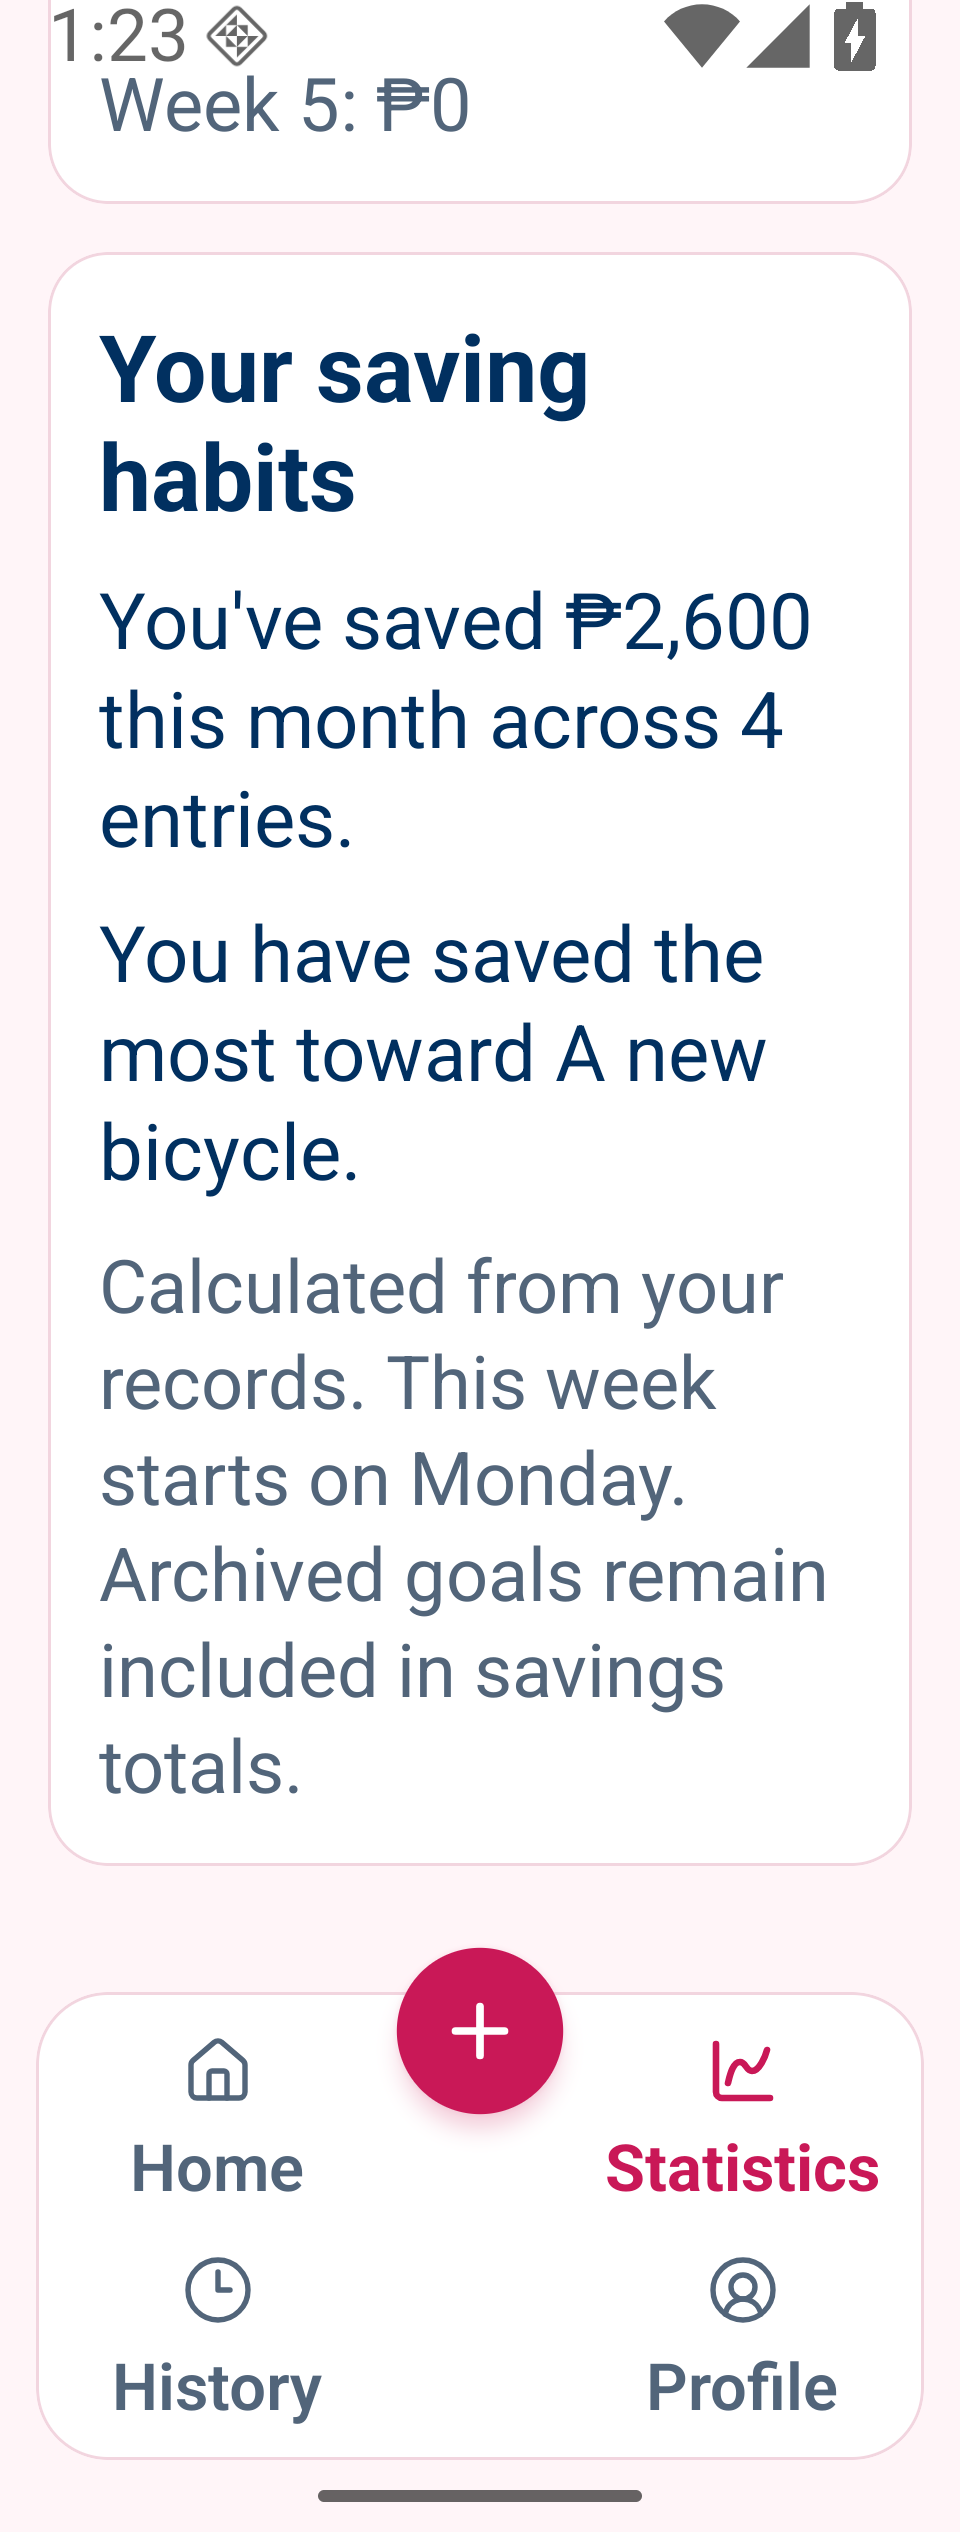 1:23
Week 5: ₱0
Your saving
habits
You've saved ₱2,600
this month across 4
entries.
You have saved the
most toward A new
bicycle.
Calculated from your
records. This week
starts on Monday.
Archived goals remain
included in savings
totals.
Home
Statistics
History
Profile